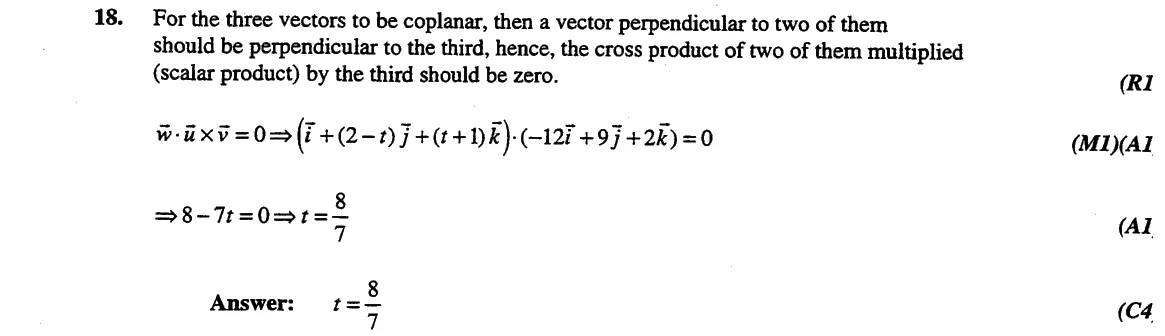 18. For the three vectors to be coplanar, then a vector perpendicular to two of them
should be perpendicular to the third, hence, the cross product of two of them multiplied
(scalar product) by the third should be zero.
(R1
w⃗ · u⃗ × v⃗ = 0 ⇒ (i⃗ + (2 − t) j⃗ + (t + 1) k⃗) · (−12i⃗ + 9j⃗ + 2k⃗) = 0
(M1)(A1
⇒ 8 − 7t = 0 ⇒ t = 8/7
(A1
Answer: t = 8/7
(C4